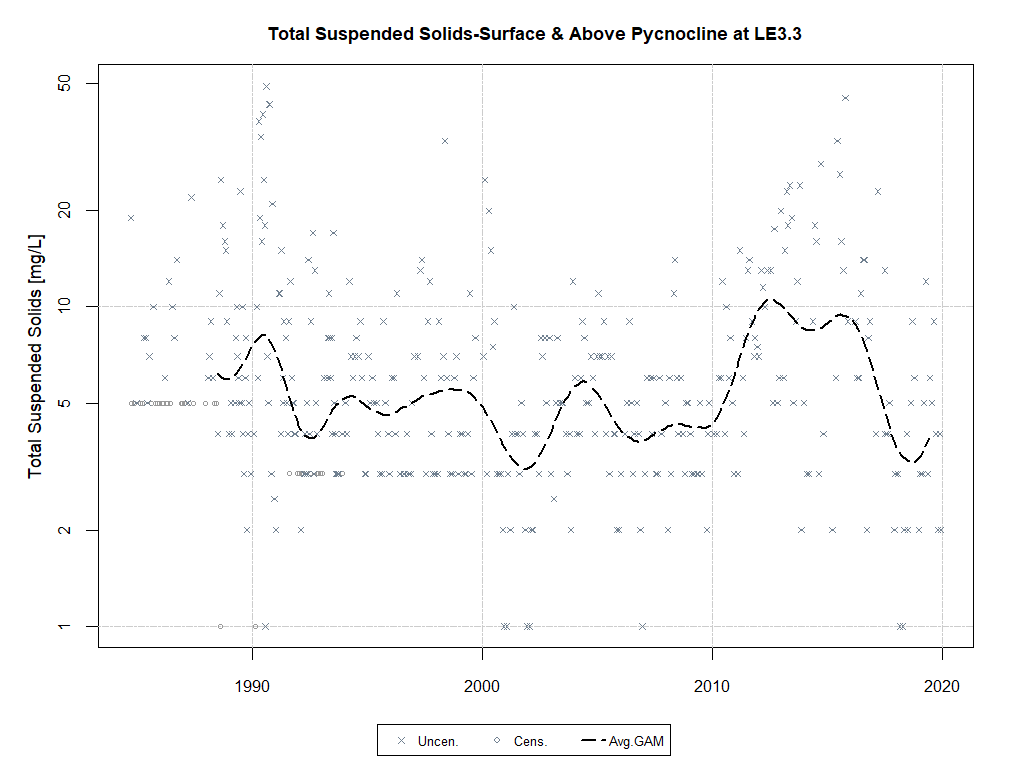 Total Suspended Solids-Surface & Above Pycnocline at LE3.3
Total Suspended Solids [mg/L]
50
20
10
5
2
1
1990 2000 2010 2020
Uncen. Cens. Avg.GAM